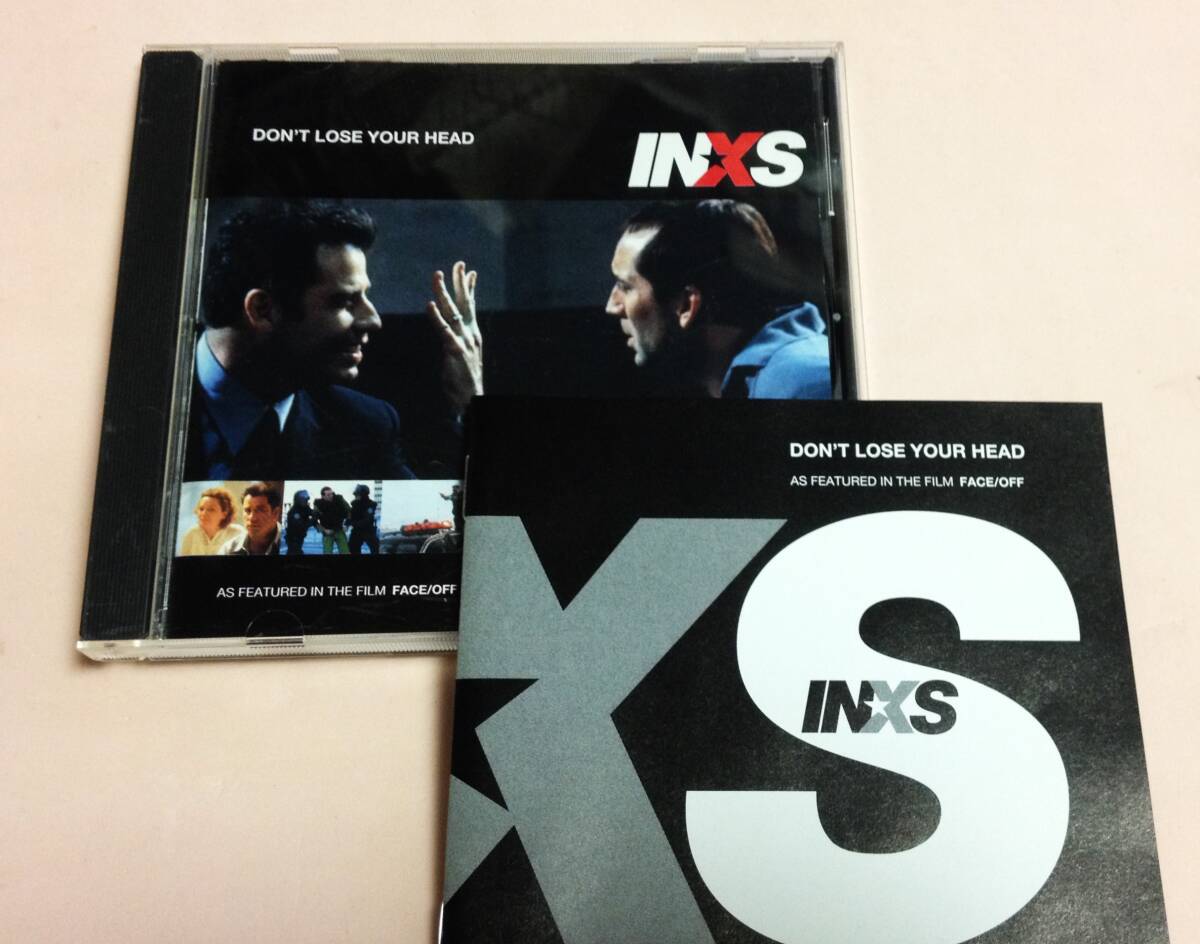 DON'T LOSE YOUR HEAD
INXS
AS FEATURED IN THE FILM FACE/OFF
DON'T LOSE YOUR HEAD
AS FEATURED IN THE FILM FACE/OFF
XS
INXS